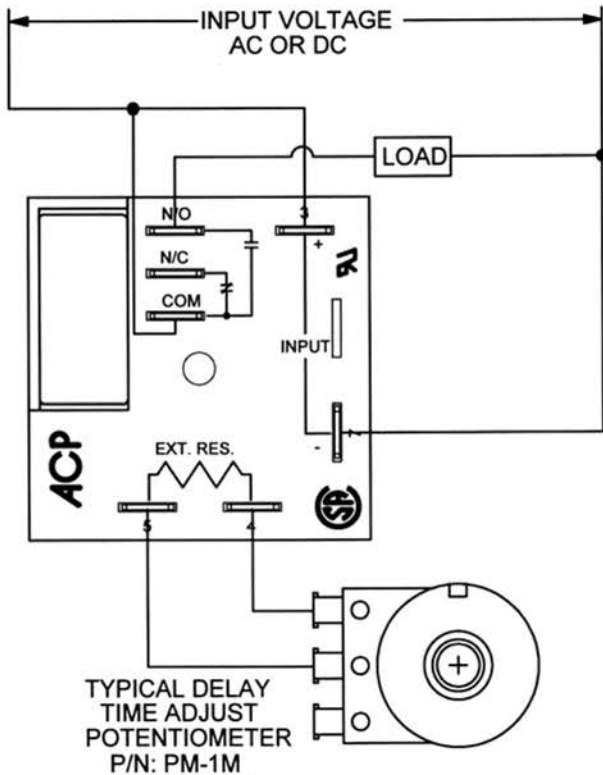 INPUT VOLTAGE
AC OR DC
LOAD
N/O
3
+
N/C
COM
INPUT
-
ACP
EXT. RES.
5
4
TYPICAL DELAY
TIME ADJUST
POTENTIOMETER
P/N: PM-1M